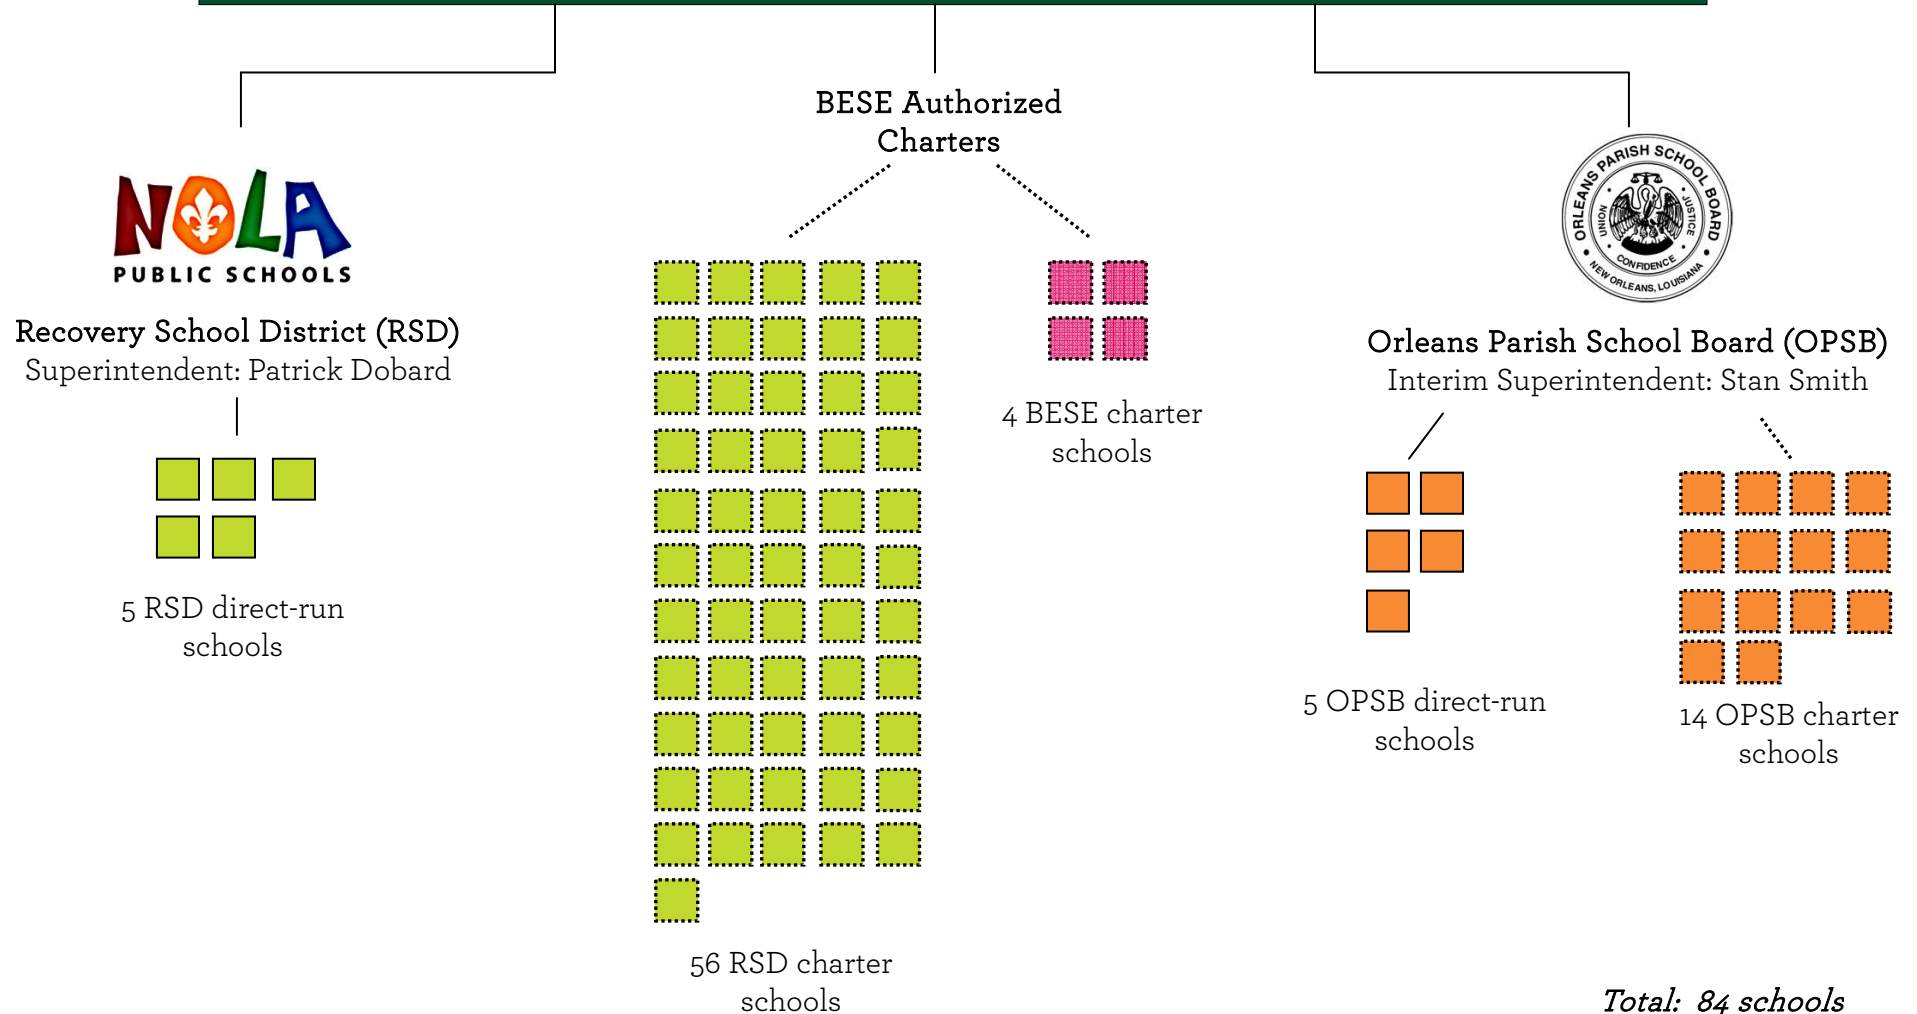 BESE Authorized
Charters
NOLA
PUBLIC SCHOOLS
Recovery School District (RSD)
Superintendent: Patrick Dobard
5 RSD direct-run
schools
56 RSD charter
schools
4 BESE charter
schools
ORLEANS PARISH SCHOOL BOARD
NEW ORLEANS, LOUISIANA
UNION
JUSTICE
CONFIDENCE
Orleans Parish School Board (OPSB)
Interim Superintendent: Stan Smith
5 OPSB direct-run
schools
14 OPSB charter
schools
Total: 84 schools